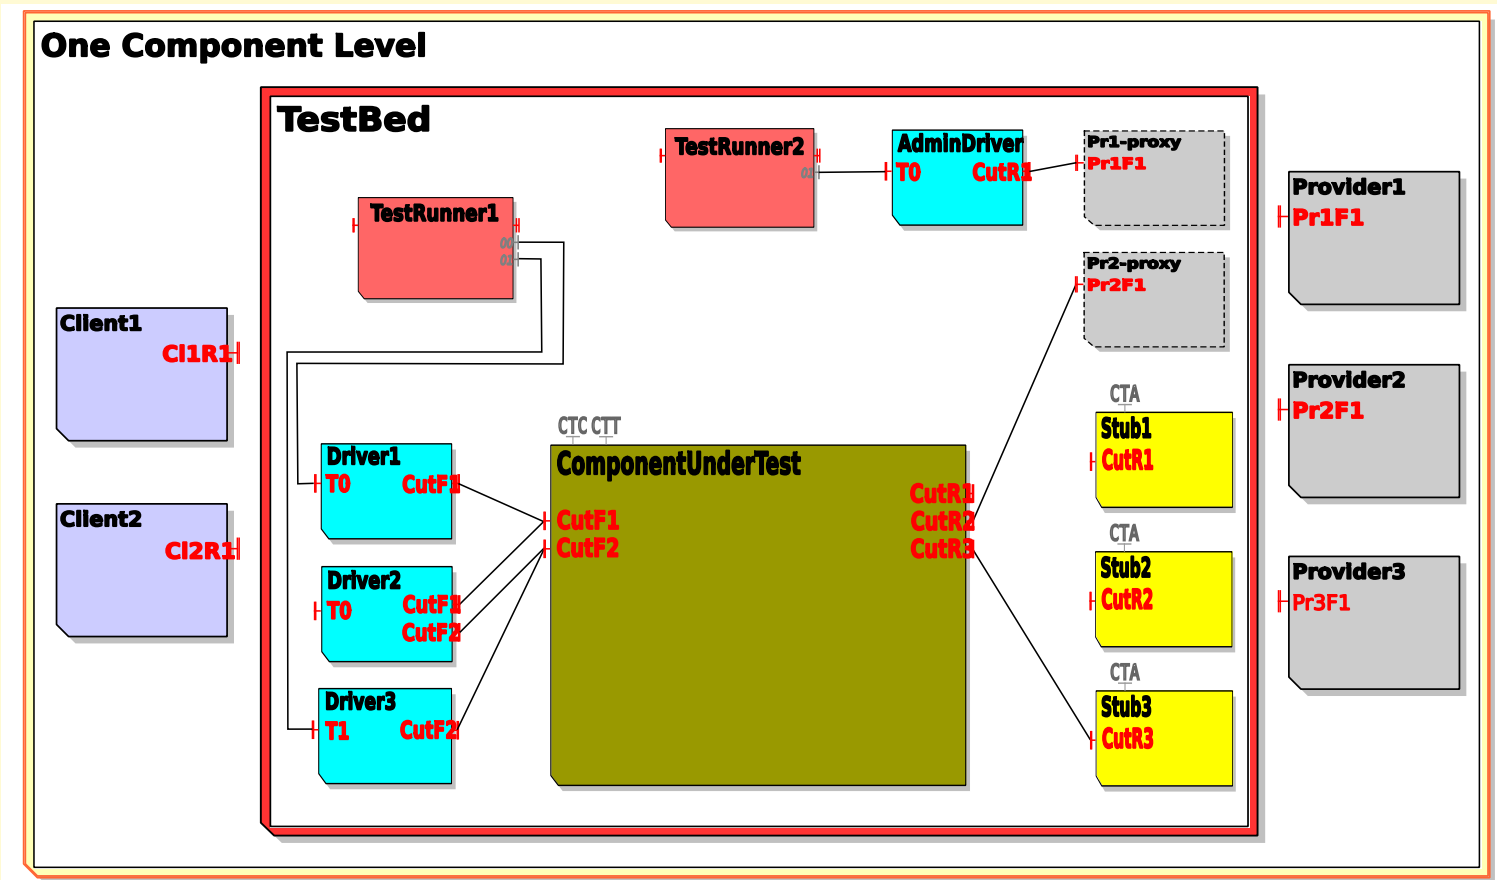 One Component Level
TestBed
TestRunner2
01
AdminDriver
T0
CutR1
Pr1-proxy
Pr1F1
Provider1
Pr1F1
TestRunner1
00
01
Pr2-proxy
Pr2F1
Client1
Cl1R1
Provider2
Pr2F1
CTA
Stub1
CutR1
CTC CTT
ComponentUnderTest
CutR1
CutR2
CutR3
CutF1
CutF2
Driver1
T0
CutF1
Client2
Cl2R1
CTA
Stub2
CutR2
Driver2
T0
CutF1
CutF2
Provider3
Pr3F1
CTA
Stub3
CutR3
Driver3
T1
CutF2